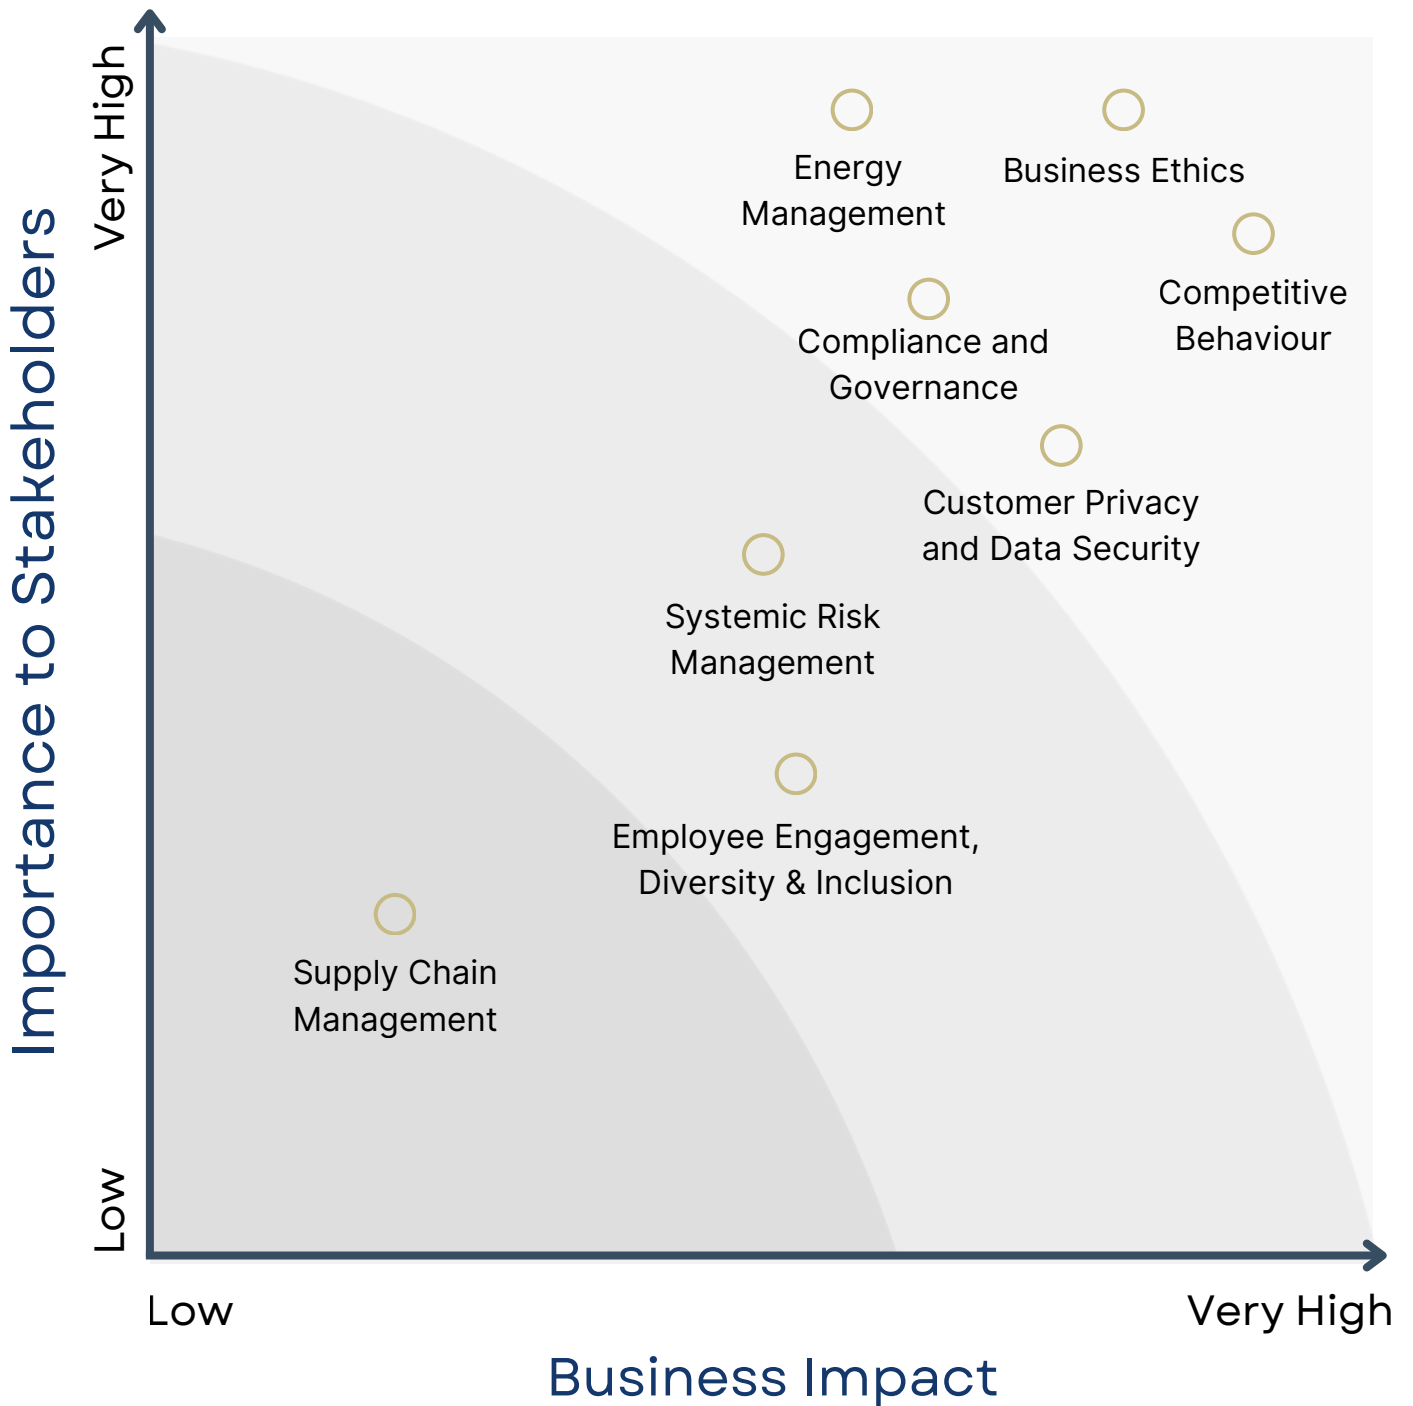 Very High
Importance to Stakeholders
Low
Energy
Management
Business Ethics
Competitive
Behaviour
Compliance and
Governance
Customer Privacy
and Data Security
Systemic Risk
Management
Employee Engagement,
Diversity & Inclusion
Supply Chain
Management
Low
Very High
Business Impact